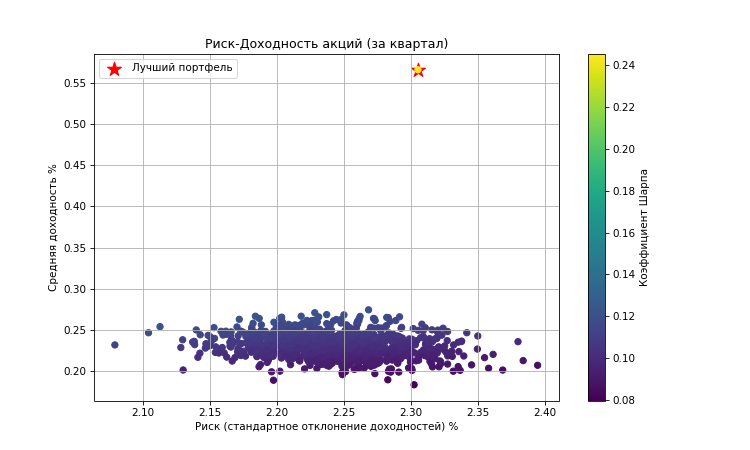 Риск-Доходность акций (за квартал)
Лучший портфель
Средняя доходность %
0.55
0.50
0.45
0.40
0.35
0.30
0.25
0.20
2.10 2.15 2.20 2.25 2.30 2.35 2.40
Риск (стандартное отклонение доходностей) %
0.24
0.22
0.20
0.18
0.16
0.14
0.12
0.10
0.08
Коэффициент Шарпа